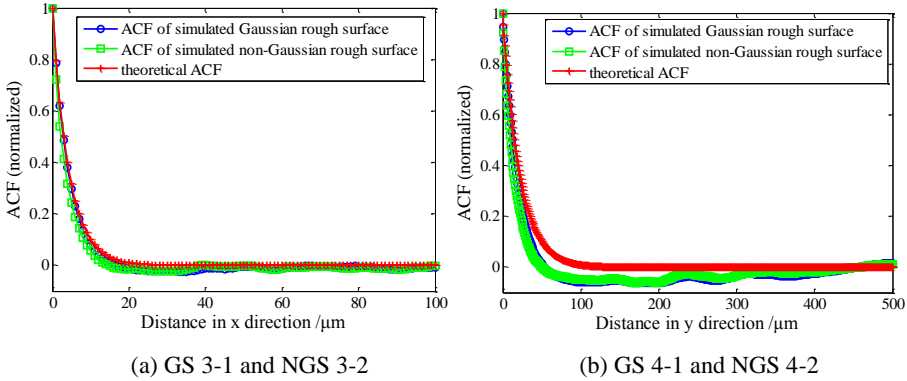 ACF of simulated Gaussian rough surface
ACF of simulated non-Gaussian rough surface
theoretical ACF
1
0.8
0.6
0.4
0.2
0
ACF (normalized)
0 20 40 60 80 100
Distance in x direction /μm
(a) GS 3-1 and NGS 3-2
ACF of simulated Gaussian rough surface
ACF of simulated non-Gaussian rough surface
theoretical ACF
1
0.8
0.6
0.4
0.2
0
ACF (normalized)
0 100 200 300 400 500
Distance in y direction /μm
(b) GS 4-1 and NGS 4-2